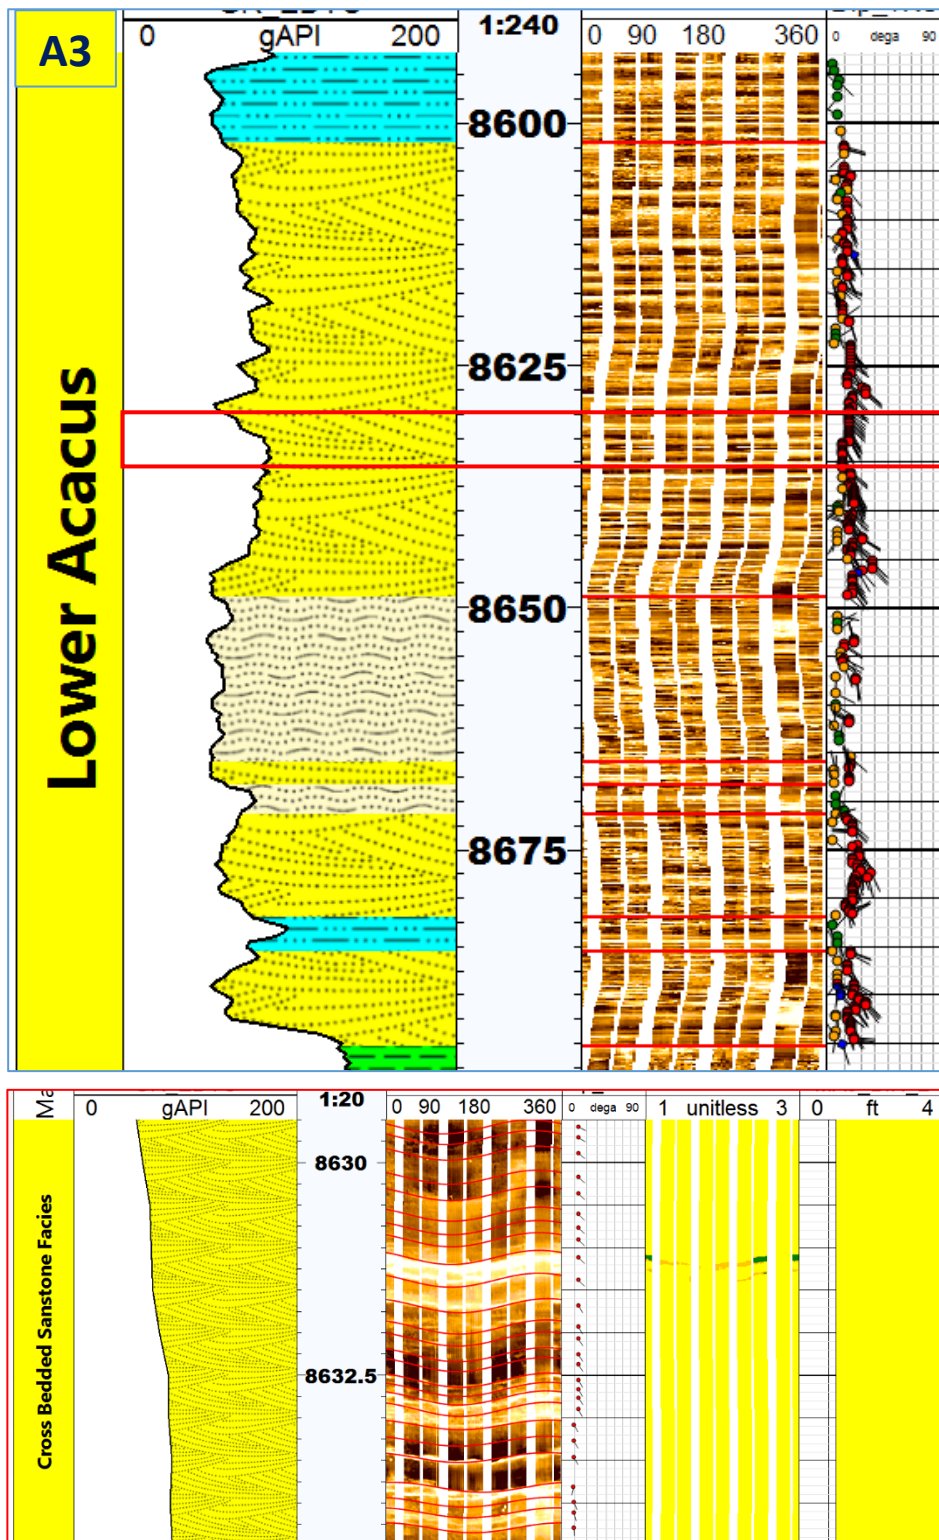 A3
1:240
0 gAPI 200
0 90 180 360
0 dega 90
Lower Acacus
8600
8625
8650
8675
1:20
0 gAPI 200
0 90 180 360
0 dega 90
1 unitless 3
0 ft 4
Cross Bedded Sanstone Facies
8630
8632.5